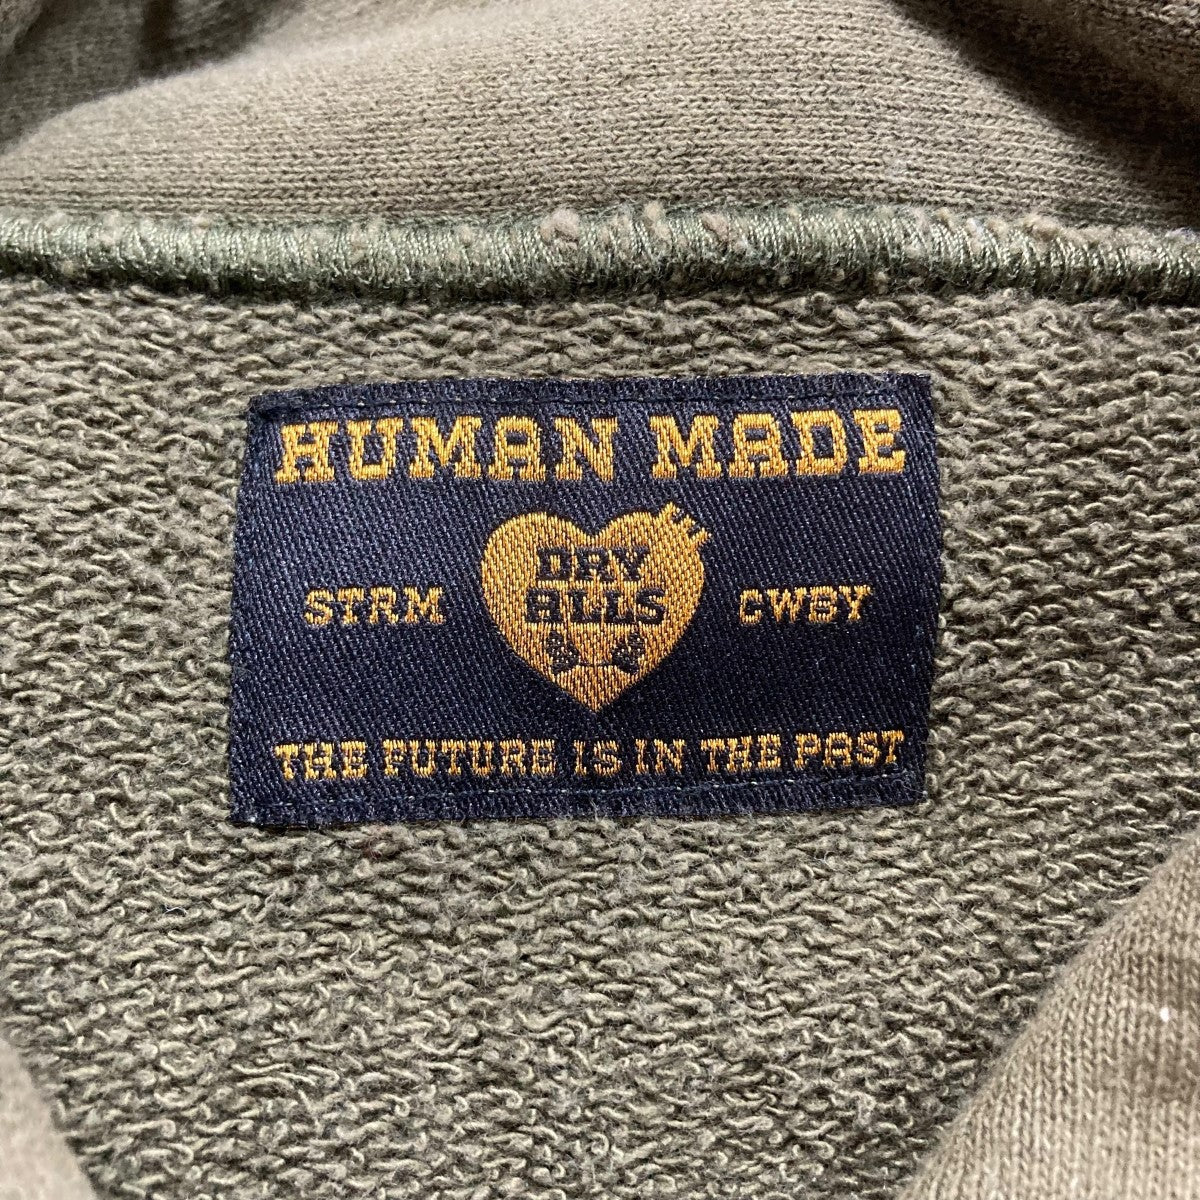 HUMAN MADE
DRY
ALLS
STRM
CWBY
THE FUTURE IS IN THE PAST